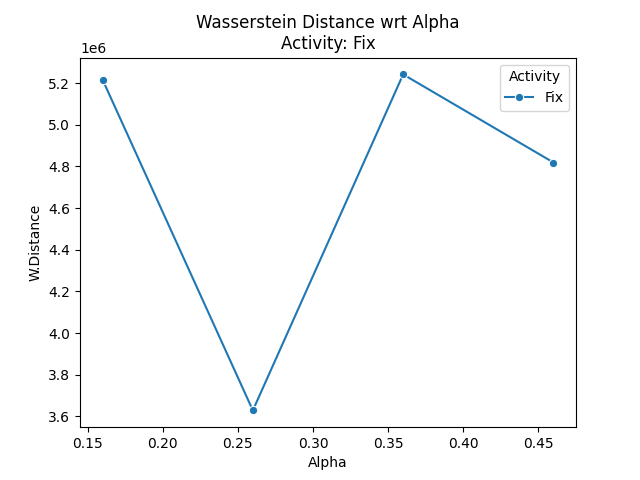 Wasserstein Distance wrt Alpha
Activity: Fix
1e6
Activity
Fix
5.2
5.0
4.8
4.6
4.4
4.2
4.0
3.8
3.6
W.Distance
0.15 0.20 0.25 0.30 0.35 0.40 0.45
Alpha